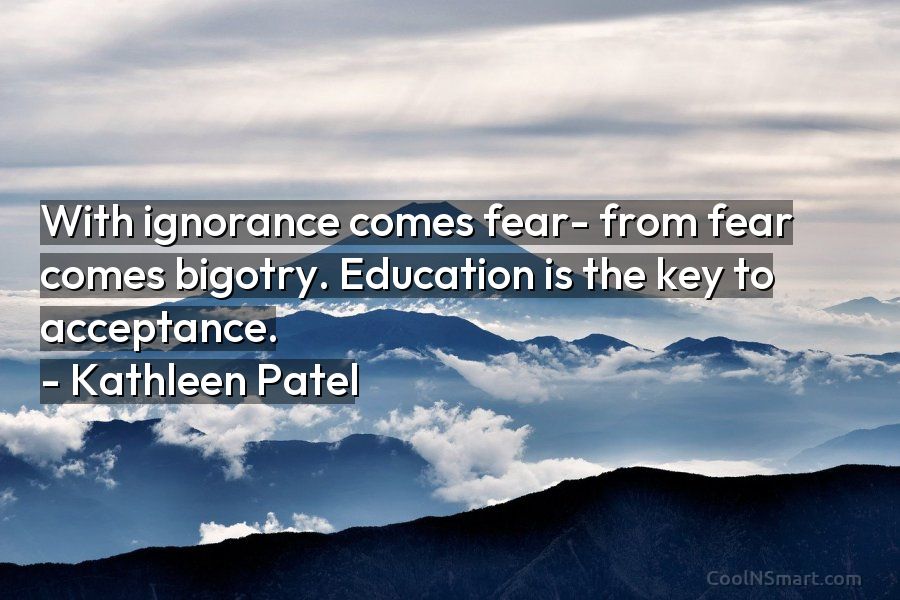 With ignorance comes fear- from fear
comes bigotry. Education is the key to
acceptance.
- Kathleen Patel
CoolNSmart.com